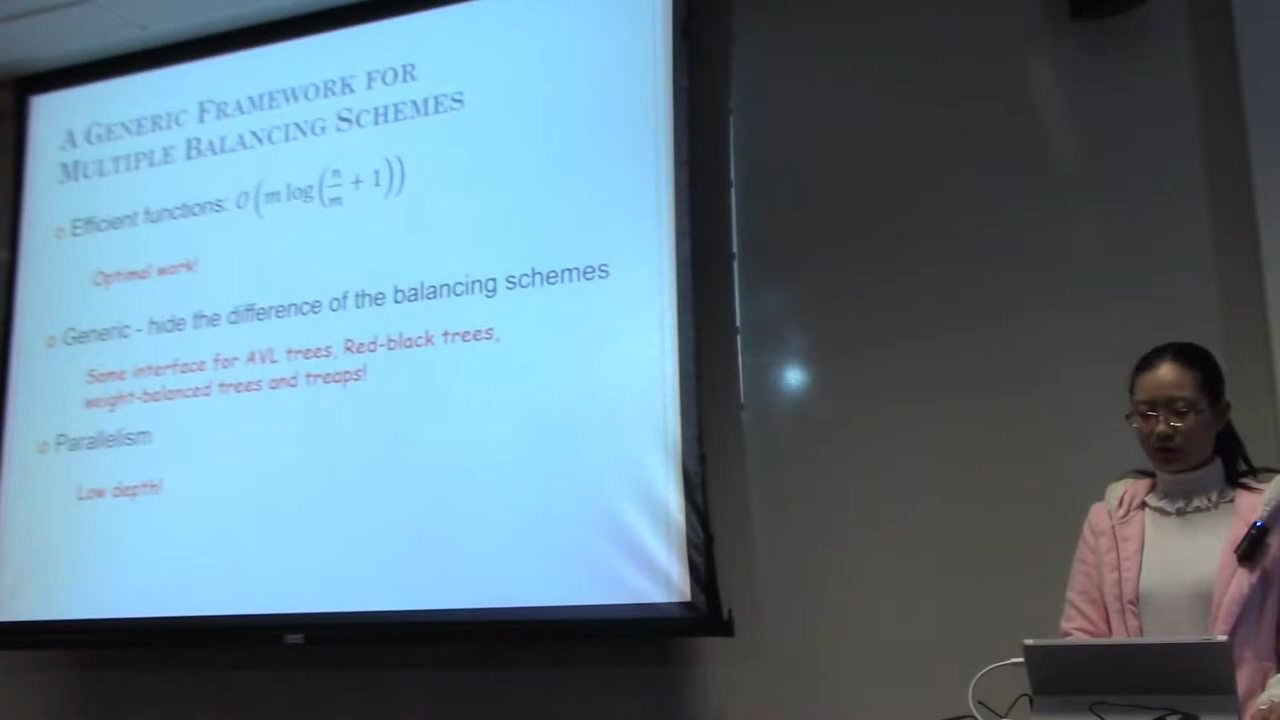 A GENERIC FRAMEWORK FOR
MULTIPLE BALANCING SCHEMES
Efficient functions: O(m log(n/m + 1))
Optimal work!
Generic - hide the difference of the balancing schemes
Same interface for AVL trees, Red-black trees,
weight-balanced trees and treaps!
Parallelism
Low depth!